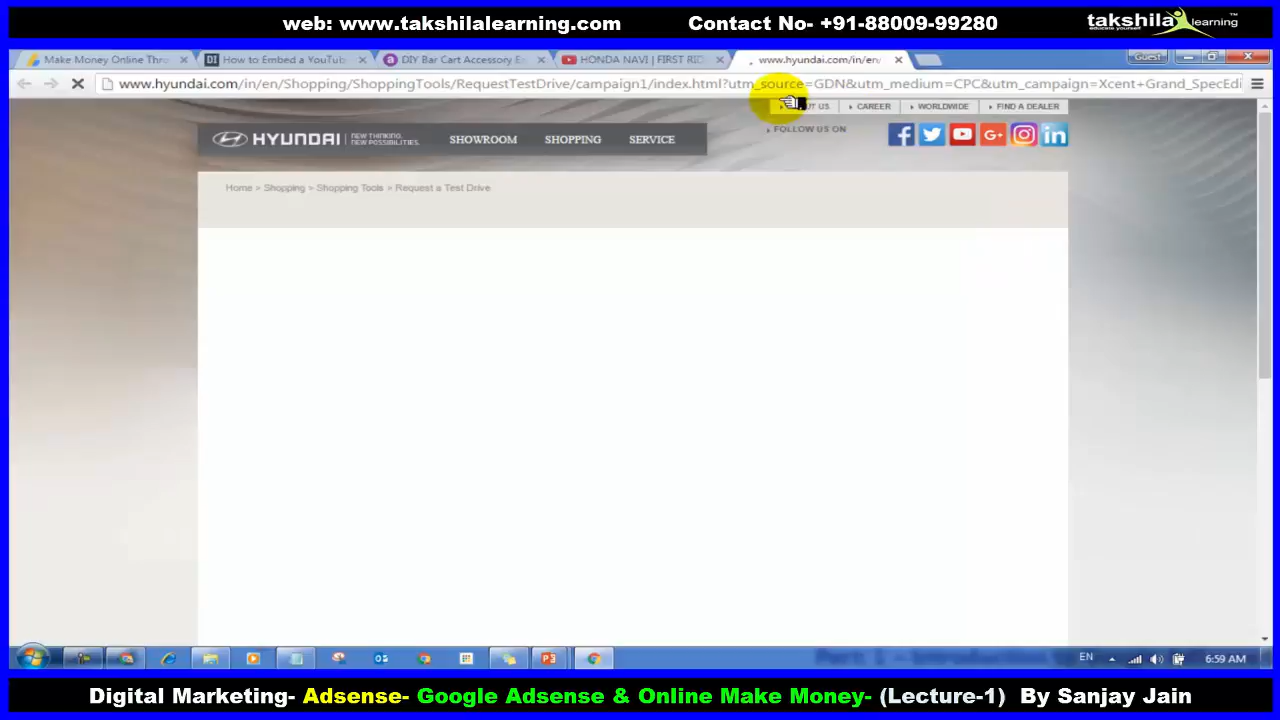 web: www.takshilalearning.com Contact No- +91-88009-99280
takshila learning
educate yourself
Make Money Online Thro
How to Embed a YouTub
DIY Bar Cart Accessory E
HONDA NAVI | FIRST RID
www.hyundai.com/in/en/
Guest
www.hyundai.com/in/en/Shopping/ShoppingTools/RequestTestDrive/campaign1/index.html?utm_source=GDN&utm_medium=CPC&utm_campaign=Xcent+Grand_SpecEdi
US CAREER WORLDWIDE FIND A DEALER
FOLLOW US ON
HYUNDAI NEW THINKING. NEW POSSIBILITIES. SHOWROOM SHOPPING SERVICE
Home > Shopping > Shopping Tools > Request a Test Drive
EN 6:59 AM
Digital Marketing- Adsense- Google Adsense & Online Make Money- (Lecture-1) By Sanjay Jain